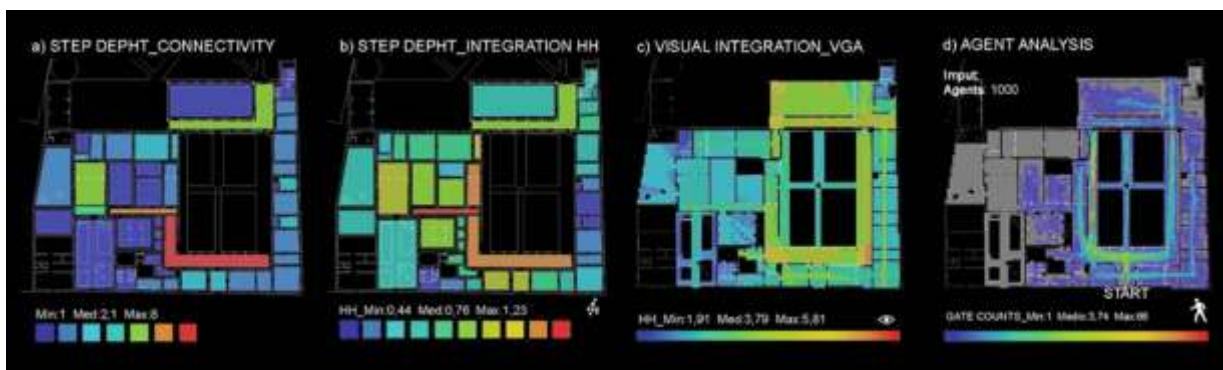 a) STEP DEPHT_CONNECTIVITY
Min:1 Med:2,1 Max:8
b) STEP DEPHT_INTEGRATION HH
HH_Min:0,44 Med:0,76 Max:1,23
c) VISUAL INTEGRATION_VGA
HH_Min:1,91 Med:3,79 Max:5,81
d) AGENT ANALYSIS
Imput:
Agents: 1000
START
GATE COUNTS_Min:1 Medio:3,74 Max:66